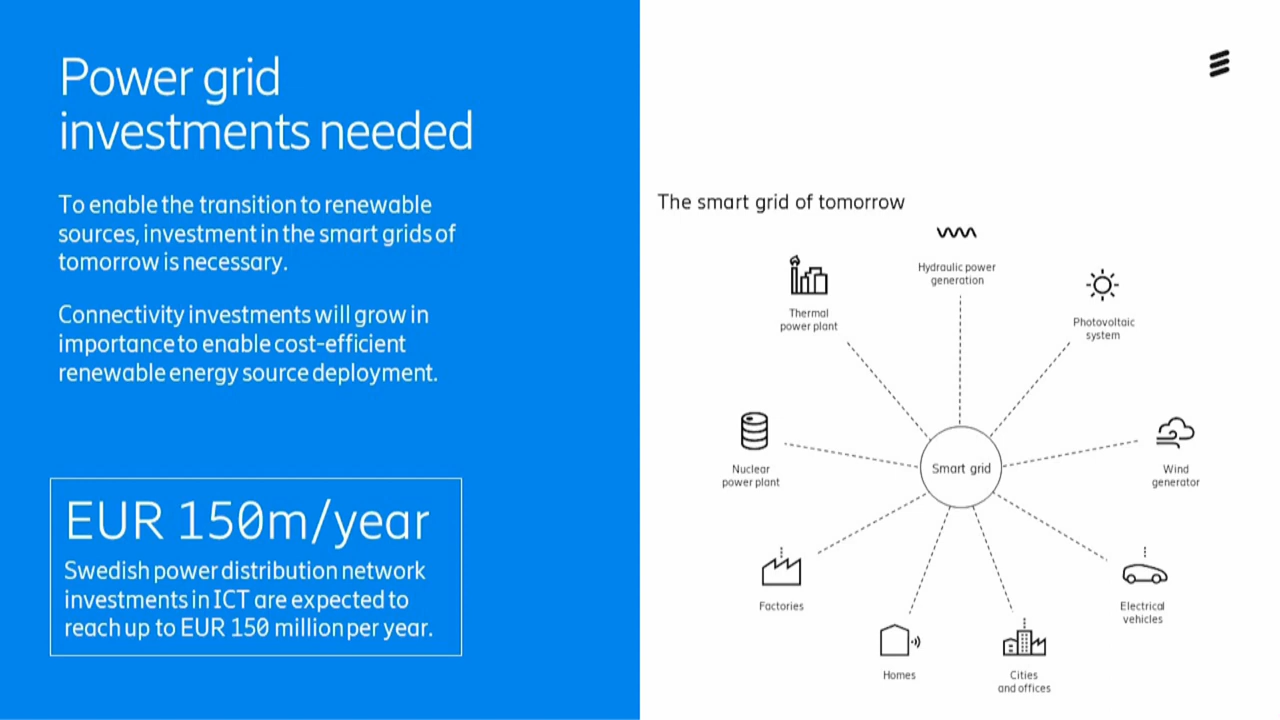 Power grid
investments needed
To enable the transition to renewable
sources, investment in the smart grids of
tomorrow is necessary.
Connectivity investments will grow in
importance to enable cost-efficient
renewable energy source deployment.
EUR 150m/year
Swedish power distribution network
investments in ICT are expected to
reach up to EUR 150 million per year.
The smart grid of tomorrow
Hydraulic power
generation
Thermal
power plant
Photovoltaic
system
Nuclear
power plant
Smart grid
Wind
generator
Factories
Electrical
vehicles
Homes
Cities
and offices